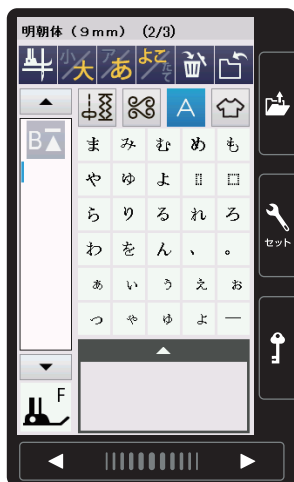 明朝体（9mm） (2/3)
小大 アあ よこたて
A
B
ま み む め も
や ゆ よ
ら り る れ ろ
わ を ん 、 。
ぁ ぃ ぅ ぇ ぉ
っ ゃ ゅ ょ ー
セット
F